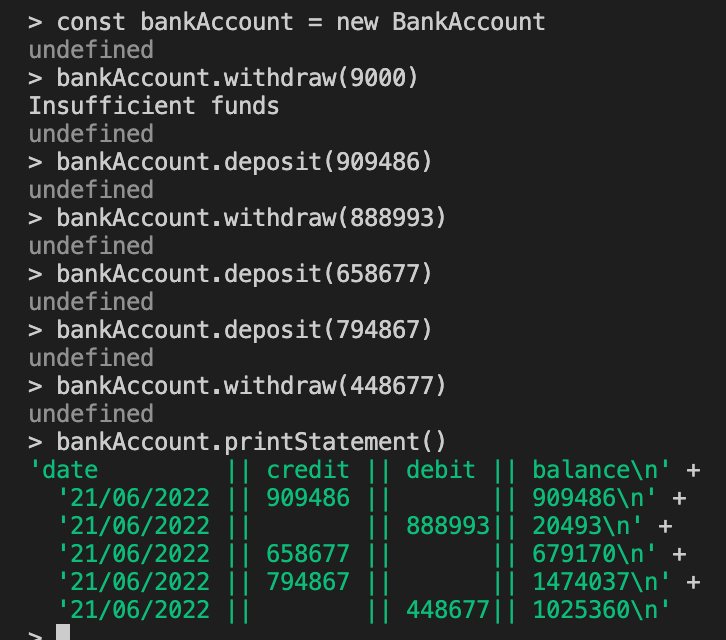 > const bankAccount = new BankAccount
undefined
> bankAccount.withdraw(9000)
Insufficient funds
undefined
> bankAccount.deposit(909486)
undefined
> bankAccount.withdraw(888993)
undefined
> bankAccount.deposit(658677)
undefined
> bankAccount.deposit(794867)
undefined
> bankAccount.withdraw(448677)
undefined
> bankAccount.printStatement()
'date         || credit || debit || balance\n' +
  '21/06/2022 || 909486 ||       || 909486\n' +
  '21/06/2022 ||        || 888993|| 20493\n' +
  '21/06/2022 || 658677 ||       || 679170\n' +
  '21/06/2022 || 794867 ||       || 1474037\n' +
  '21/06/2022 ||        || 448677|| 1025360\n'
>